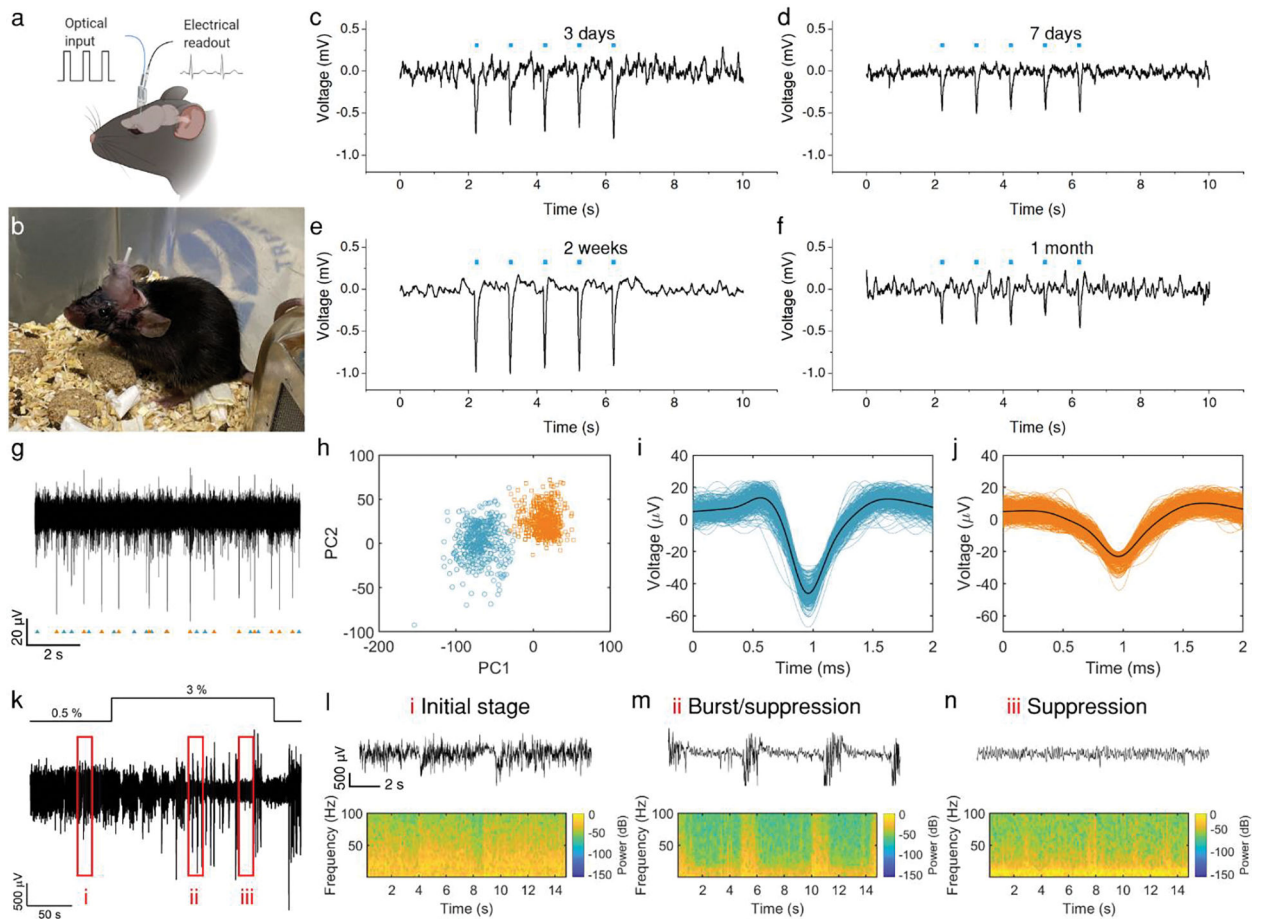 a
Optical input
Electrical readout
b
TREAT
c
3 days
Voltage (mV)
0.5
0.0
-0.5
-1.0
0 2 4 6 8 10
Time (s)
d
7 days
Voltage (mV)
0.5
0.0
-0.5
-1.0
0 2 4 6 8 10
Time (s)
e
2 weeks
Voltage (mV)
0.5
0.0
-0.5
-1.0
0 2 4 6 8 10
Time (s)
f
1 month
Voltage (mV)
0.5
0.0
-0.5
-1.0
0 2 4 6 8 10
Time (s)
g
20 µV
2 s
h
PC2
100
50
0
-50
-100
-200 -100 0 100
PC1
i
Voltage (µV)
40
20
0
-20
-40
-60
0 0.5 1 1.5 2
Time (ms)
j
Voltage (µV)
40
20
0
-20
-40
-60
0 0.5 1 1.5 2
Time (ms)
k
0.5 %
3 %
500 µV
50 s
i
ii
iii
l
i Initial stage
500 µV
2 s
Frequency (Hz)
100
50
2 4 6 8 10 12 14
Time (s)
0
-50
-100
-150
Power (dB)
m
ii Burst/suppression
Frequency (Hz)
100
50
2 4 6 8 10 12 14
Time (s)
0
-50
-100
-150
Power (dB)
n
iii Suppression
Frequency (Hz)
100
50
2 4 6 8 10 12 14
Time (s)
0
-50
-100
-150
Power (dB)